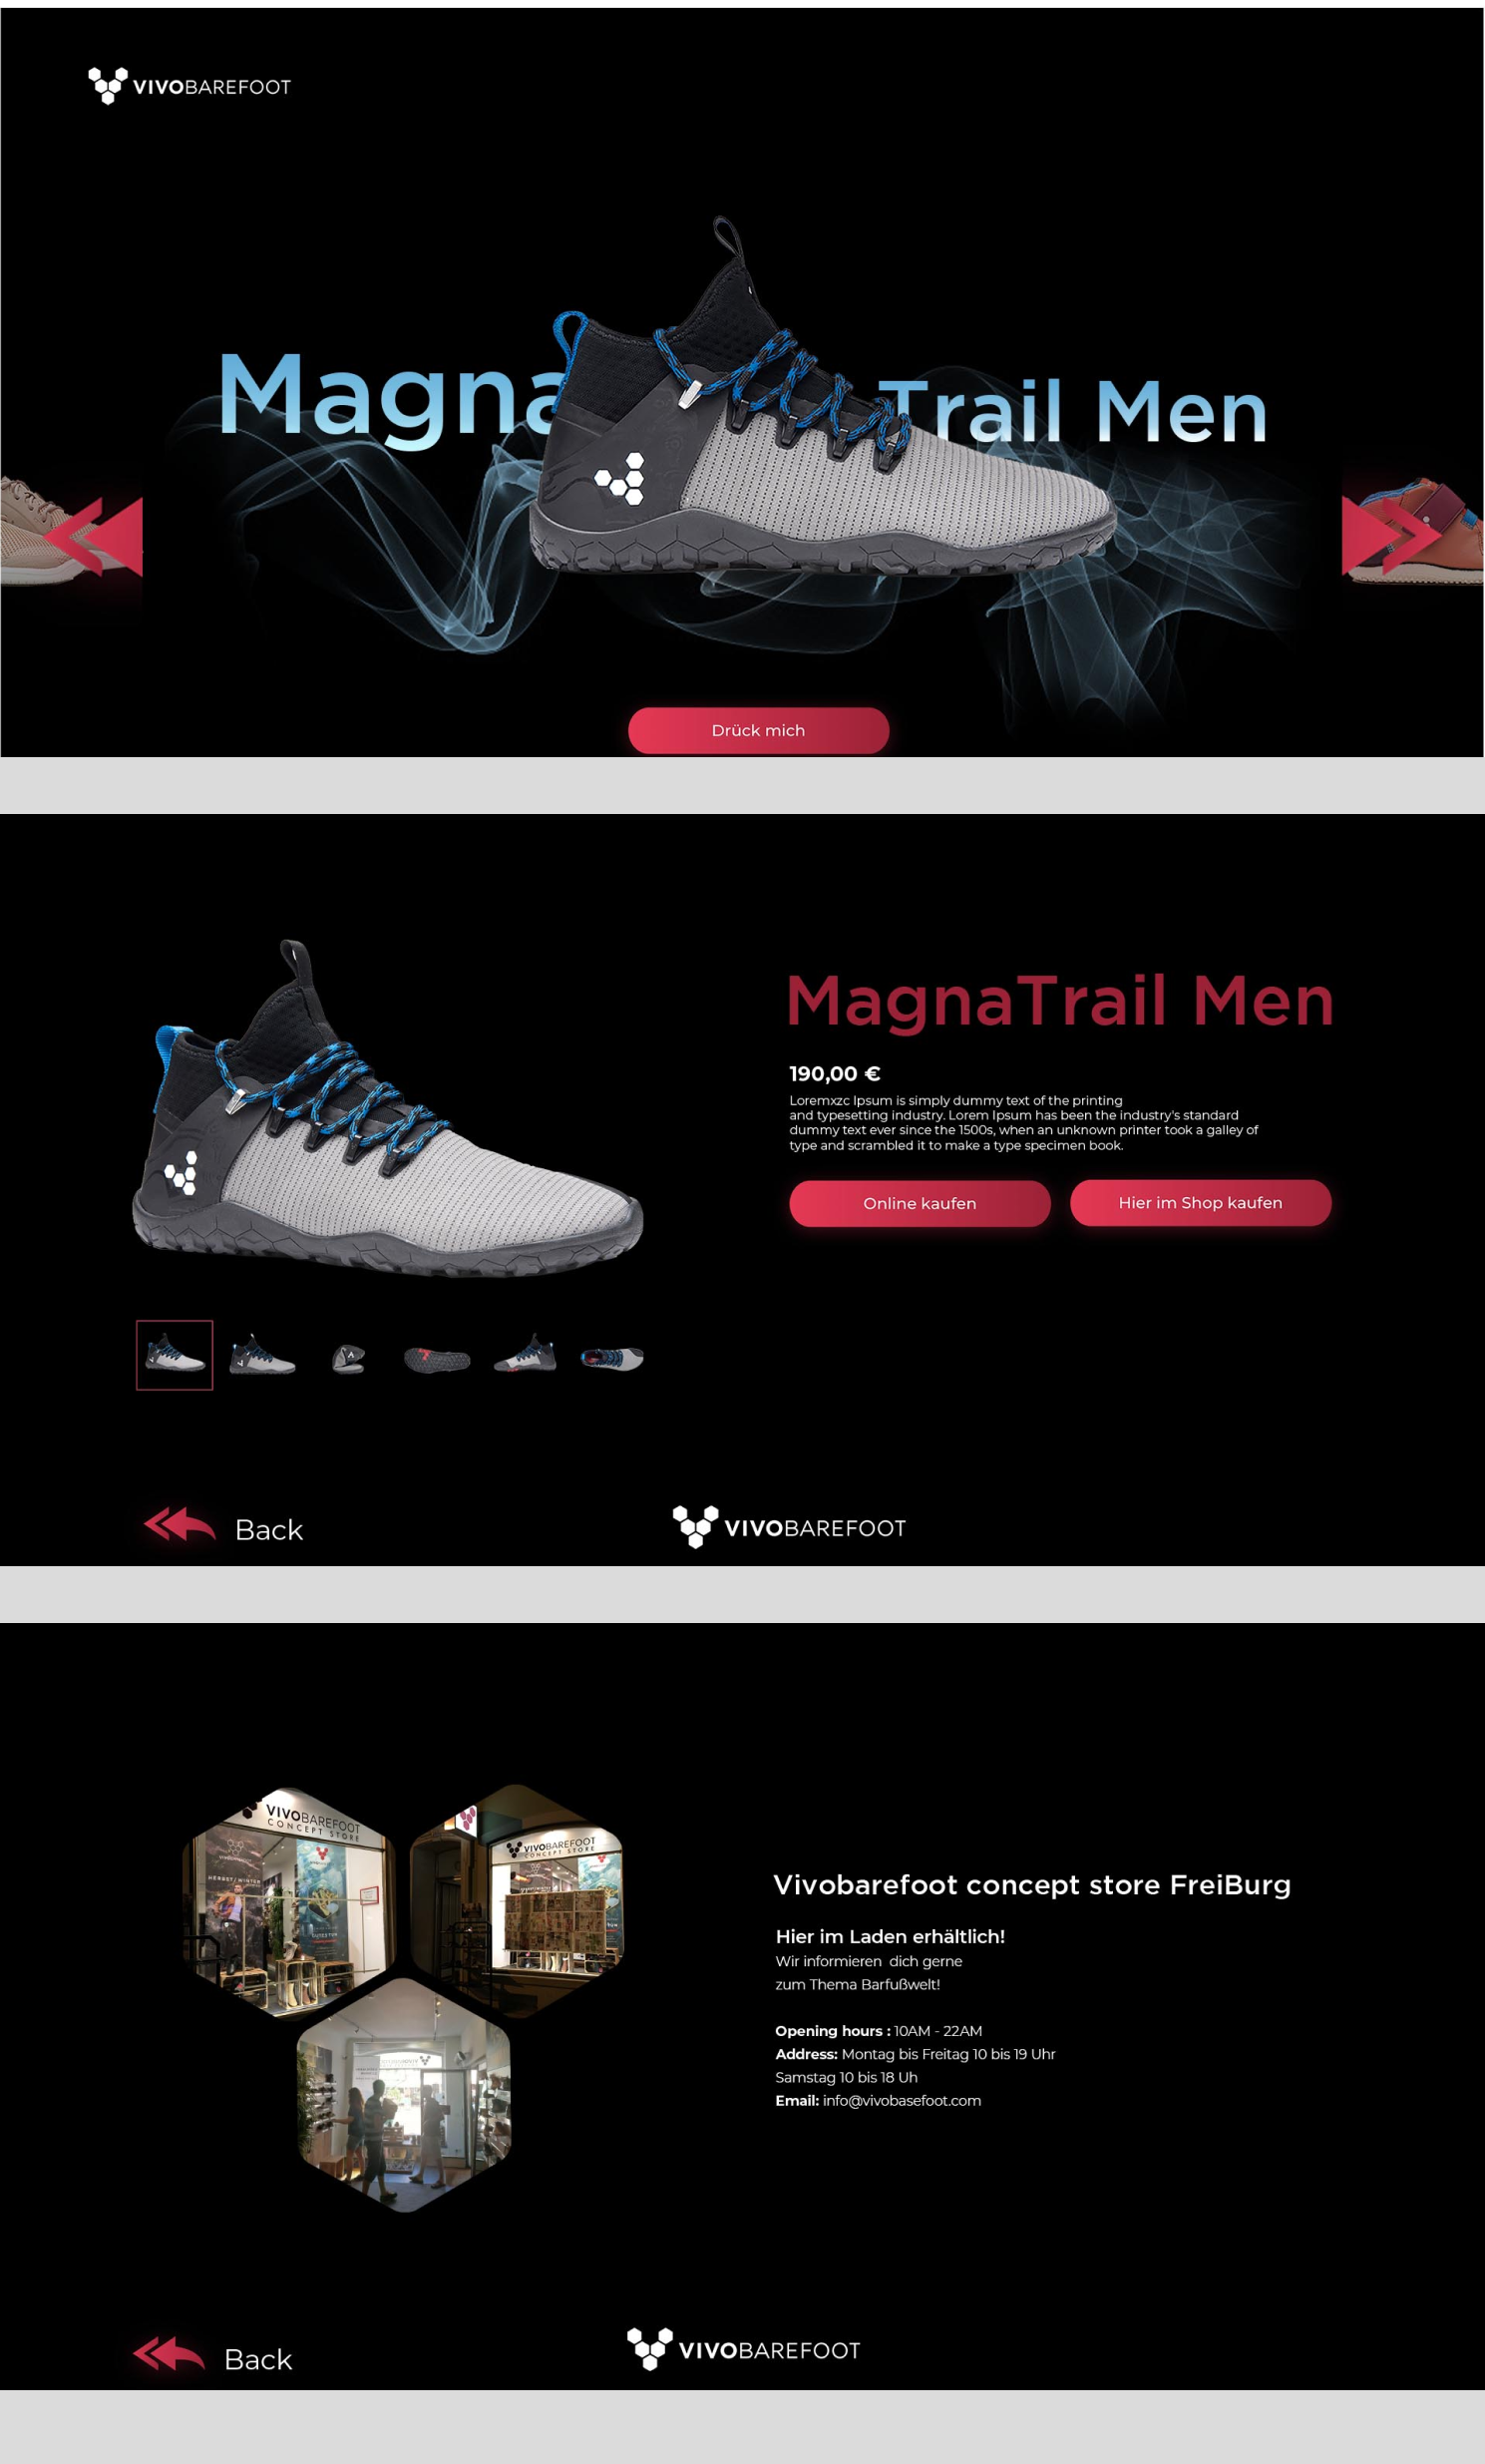 VIVOBAREFOOT
Magna Trail Men
Drück mich
MagnaTrail Men
190,00 €
Loremxzc Ipsum is simply dummy text of the printing
and typesetting industry. Lorem Ipsum has been the industry's standard
dummy text ever since the 1500s, when an unknown printer took a galley of
type and scrambled it to make a type specimen book.
Online kaufen
Hier im Shop kaufen
Back
VIVOBAREFOOT
VIVOBAREFOOT
CONCEPT STORE
HERBST/WINTER
VIVOBAREFOOT
CONCEPT STORE
Vivobarefoot concept store FreiBurg
Hier im Laden erhältlich!
Wir informieren dich gerne
zum Thema Barfußwelt!
Opening hours : 10AM - 22AM
Address: Montag bis Freitag 10 bis 19 Uhr
Samstag 10 bis 18 Uh
Email: info@vivobasefoot.com
Back
VIVOBAREFOOT